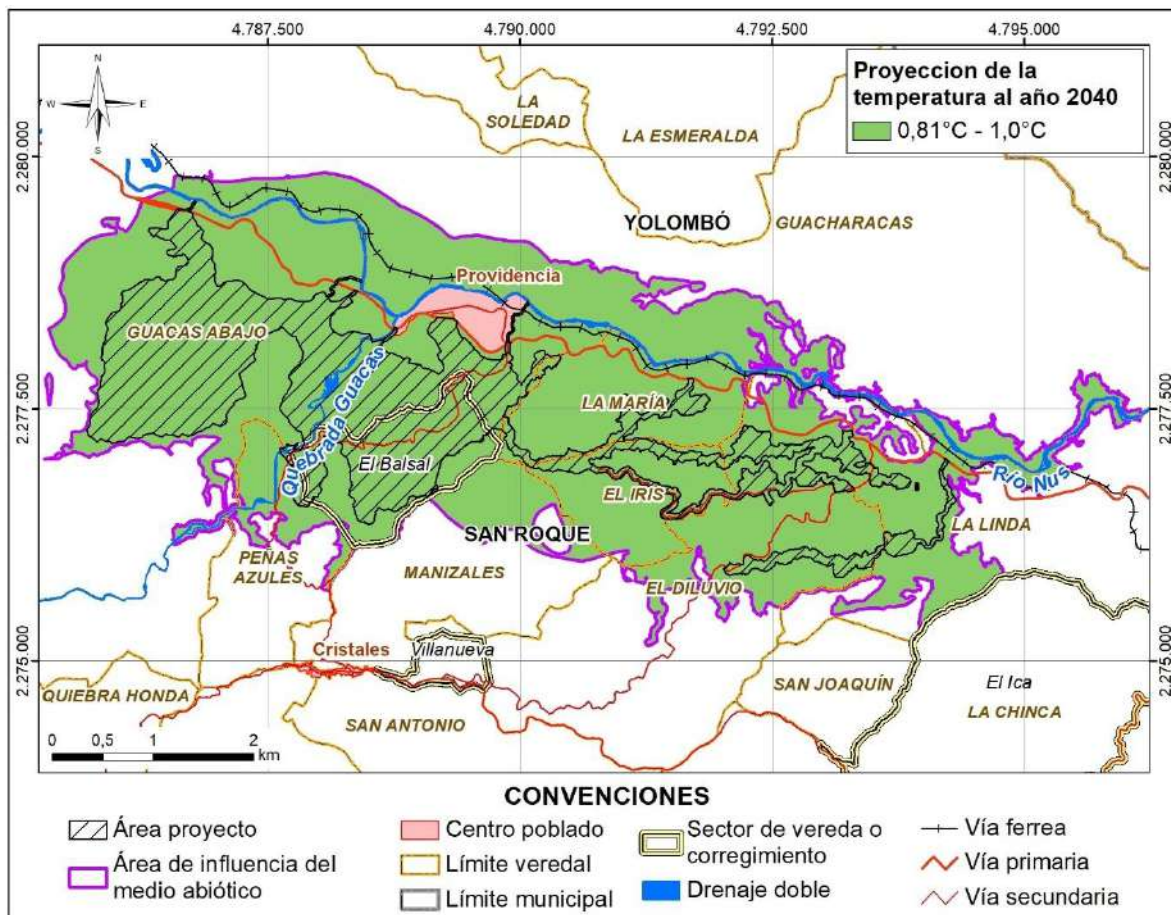 4.787.500
4.790.000
4.792.500
4.795.000
N
W
E
S
Proyeccion de la
temperatura al año 2040
0,81°C - 1,0°C
LA
SOLEDAD
LA ESMERALDA
2.280.000
2.280.000
YOLOMBÓ
GUACHARACAS
Providencia
GUACAS ABAJO
Quebrada Guacas
LA MARÍA
2.277.500
2.277.500
El Balsal
EL IRIS
Río Nus
SAN ROQUE
LA LINDA
PEÑAS
AZULES
MANIZALES
EL DILUVIO
Cristales
Villanueva
2.275.000
2.275.000
QUIEBRA HONDA
SAN JOAQUÍN
El Ica
SAN ANTONIO
LA CHINCA
0 0,5 1 2
km
CONVENCIONES
Área proyecto
Área de influencia del
medio abiótico
Centro poblado
Límite veredal
Límite municipal
Sector de vereda o
corregimiento
Drenaje doble
Vía ferrea
Vía primaria
Vía secundaria